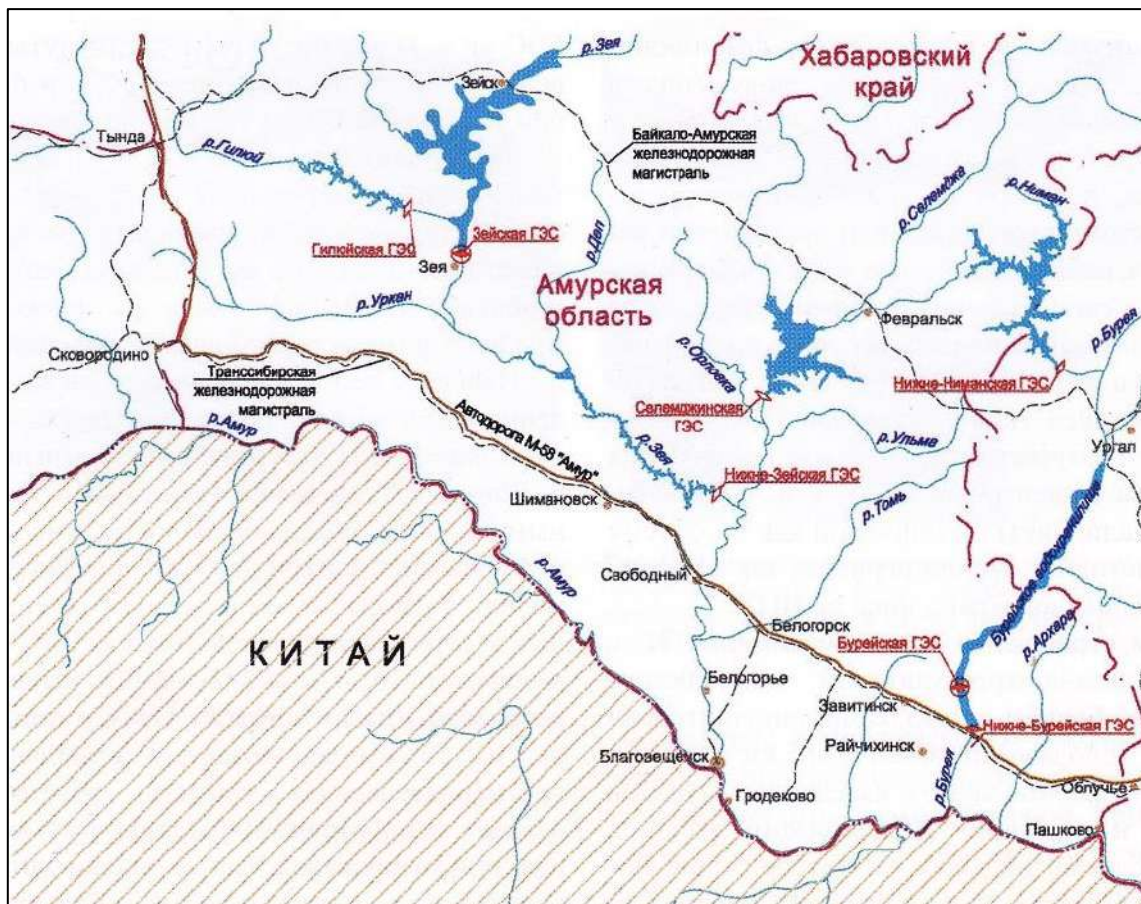 р.Зея
Хабаровский
край
Зейск
Байкало-Амурская
железнодорожная
магистраль
Тында
р.Гилюй
р.Селемджа
р.Ниман
р.Деп
Гилюйская
ГЭС
Зейская ГЭС
Зея
Амурская
область
р.Уркан
Февральск
р.Бурея
Сковородино
р.Орловка
Транссибирская
железнодорожная
магистраль
Нижне-Ниманская ГЭС
Селемджинская
ГЭС
р.Амур
Автодорога М-58 "Амур"
р.Ульма
Ургал
р.Зея
Нижне-Зейская ГЭС
Шимановск
р.Томь
р.Амур
Свободный
Бурейское водохранилище
Белогорск
р.Архара
КИТАЙ
Бурейская ГЭС
Белогорье
Завитинск
Нижне-Бурейская ГЭС
Райчихинск
Благовещенск
р.Бурея
Облучье
Гродеково
Пашково